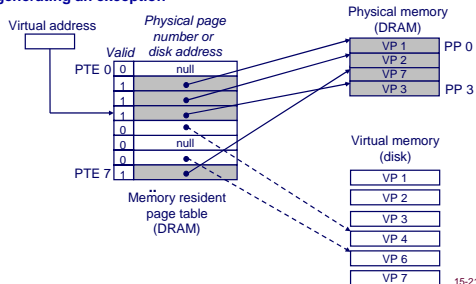 generating an exception
Virtual address
Physical page
number or
disk address
Valid
PTE 0
0
null
1
1
1
0
0
null
0
PTE 7
1
Memory resident
page table
(DRAM)
Physical memory
(DRAM)
VP 1
PP 0
VP 2
VP 7
VP 3
PP 3
Virtual memory
(disk)
VP 1
VP 2
VP 3
VP 4
VP 6
VP 7